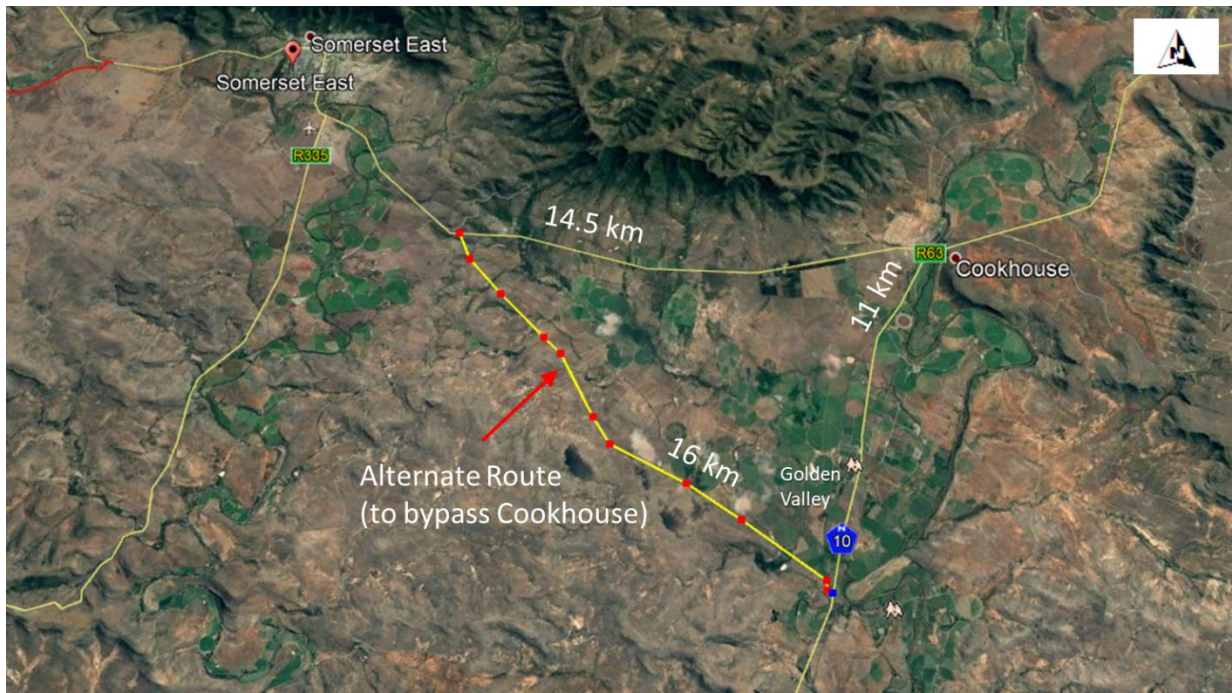 Somerset East
Somerset East
N
R335
14.5 km
R63
Cookhouse
11 km
Alternate Route
(to bypass Cookhouse)
16 km
Golden
Valley
N
10